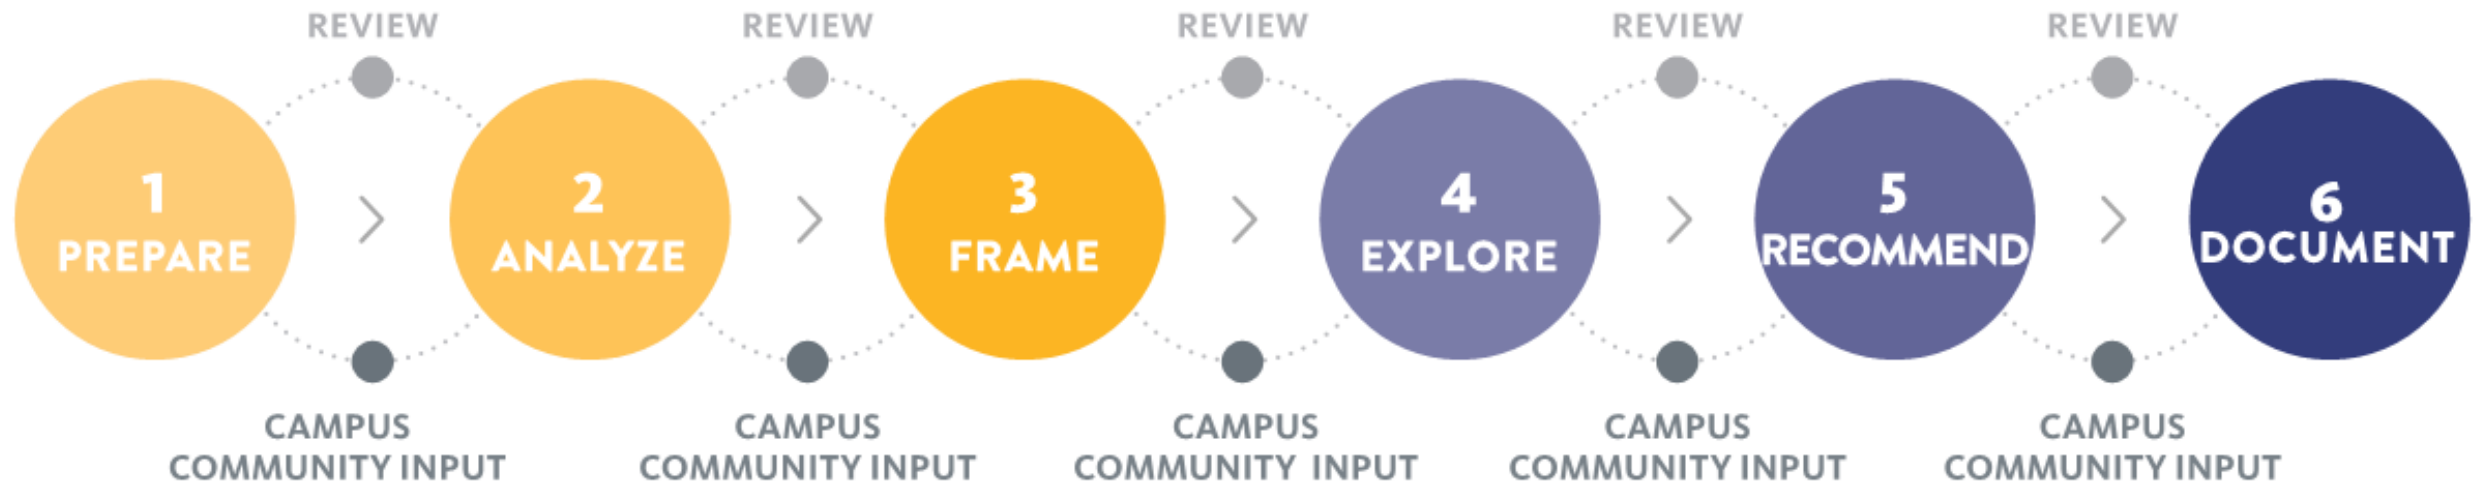 REVIEW
REVIEW
REVIEW
REVIEW
REVIEW
1
PREPARE
2
ANALYZE
3
FRAME
4
EXPLORE
5
RECOMMEND
6
DOCUMENT
CAMPUS
COMMUNITY INPUT
CAMPUS
COMMUNITY INPUT
CAMPUS
COMMUNITY INPUT
CAMPUS
COMMUNITY INPUT
CAMPUS
COMMUNITY INPUT